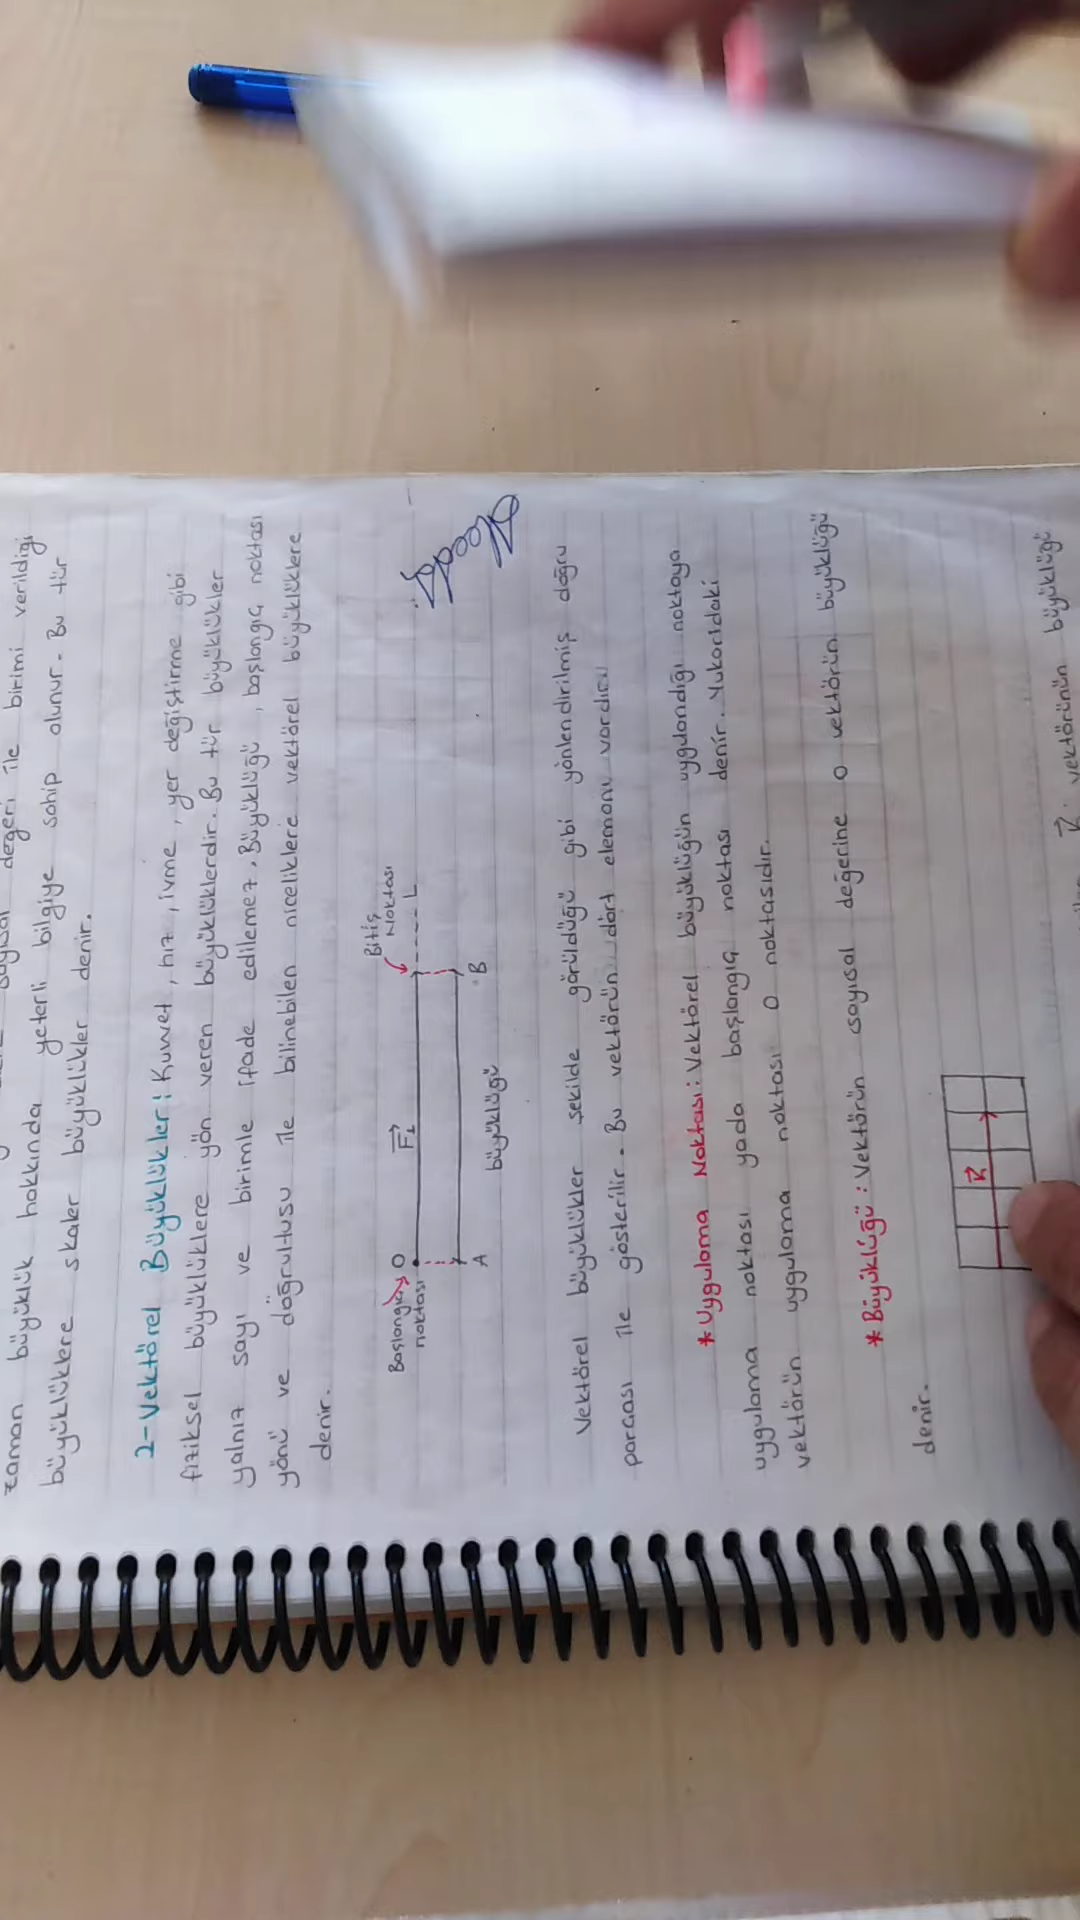 zaman büyüklük hakkında yeterli bilgiye sahip olunur. Bu tür
büyüklüklere skaler büyüklükler denir.
2-Vektörel Büyüklükler: Kuvvet, hız, ivme, yer değiştirme gibi
fiziksel büyüklüklere yön veren büyüklüklerdir. Bu tür büyüklükler
yalnız sayı ve birimle ifade edilemez. Büyüklüğü, başlangıç noktası
yönü ve doğrultusu ile bilinebilen niceliklere vektörel büyüklüklere
denir.
Başlangıç noktası
O
F₁
Bitiş Noktası
L
A
B
büyüklüğü
Vektörel büyüklükler şekilde görüldüğü gibi yönlendirilmiş doğru
parçası ile gösterilir. Bu vektörün dört elemanı vardır.
* Uygulama Noktası: Vektörel büyüklüğün uygulandığı noktaya
uygulama noktası yada başlangıç noktası denir. Yukarıdaki
vektörün uygulama noktası O noktasıdır.
* Büyüklüğü: Vektörün sayısal değerine o vektörün büyüklüğü
denir.
K
K vektörünün büyüklüğü